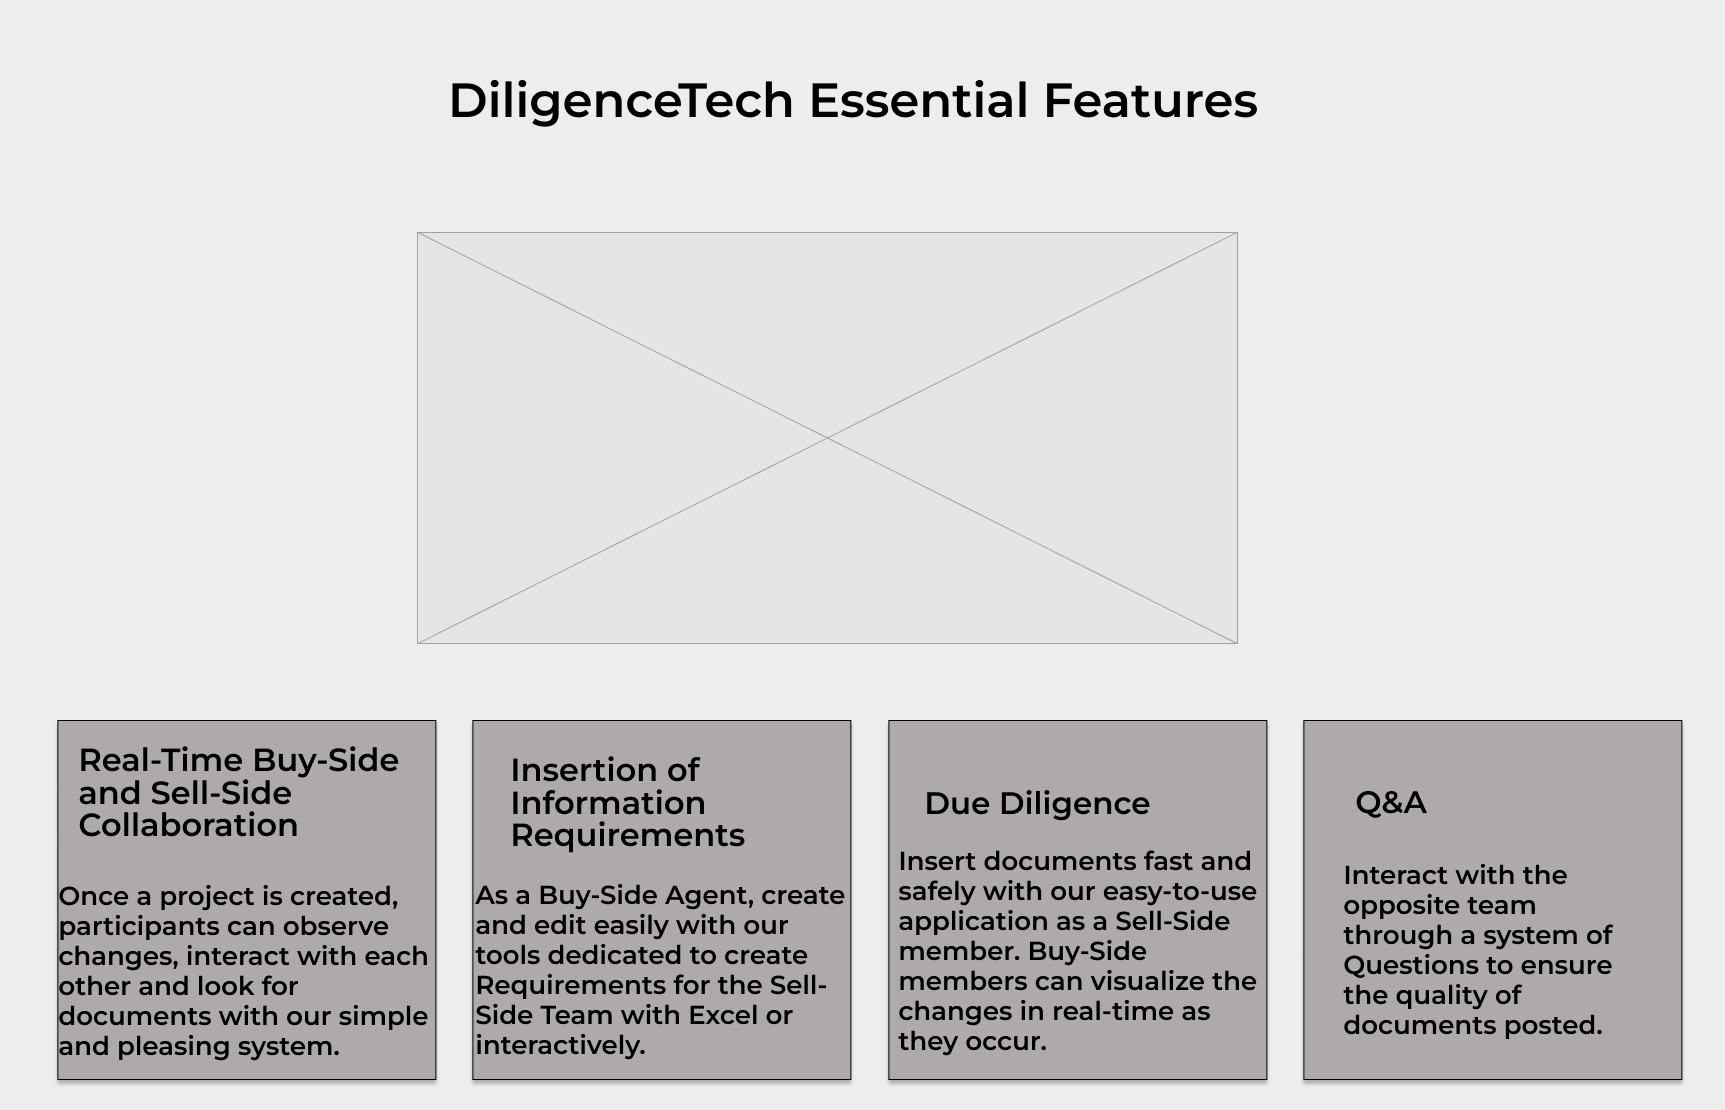 DiligenceTech Essential Features
Real-Time Buy-Side
and Sell-Side
Collaboration
Once a project is created,
participants can observe
changes, interact with each
other and look for
documents with our simple
and pleasing system.
Insertion of
Information
Requirements
As a Buy-Side Agent, create
and edit easily with our
tools dedicated to create
Requirements for the Sell-
Side Team with Excel or
interactively.
Due Diligence
Insert documents fast and
safely with our easy-to-use
application as a Sell-Side
member. Buy-Side
members can visualize the
changes in real-time as
they occur.
Q&A
Interact with the
opposite team
through a system of
Questions to ensure
the quality of
documents posted.